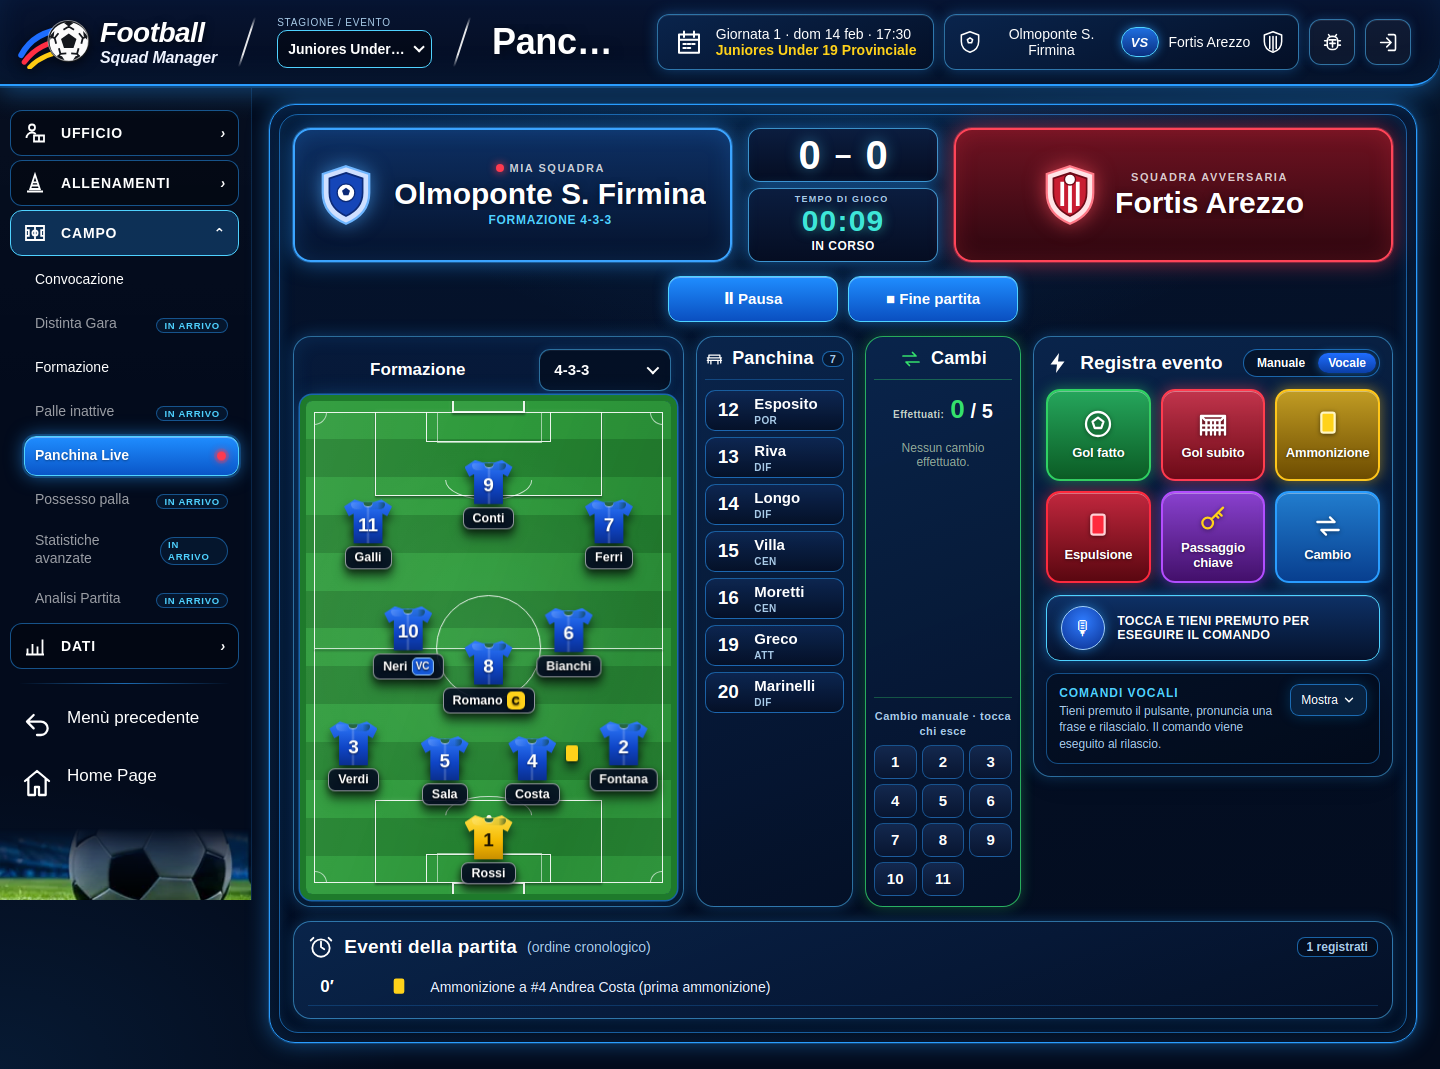 Football
Squad Manager
STAGIONE / EVENTO
Juniores Under…
Panc…
Giornata 1 · dom 14 feb · 17:30
Juniores Under 19 Provinciale
Olmoponte S.
Firmina
VS
Fortis Arezzo
UFFICIO
ALLENAMENTI
CAMPO
Convocazione
Distinta Gara
IN ARRIVO
Formazione
Palle inattive
IN ARRIVO
Panchina Live
Possesso palla
IN ARRIVO
Statistiche
avanzate
IN
ARRIVO
Analisi Partita
IN ARRIVO
DATI
Menù precedente
Home Page
MIA SQUADRA
Olmoponte S. Firmina
FORMAZIONE 4-3-3
0 – 0
TEMPO DI GIOCO
00:09
IN CORSO
SQUADRA AVVERSARIA
Fortis Arezzo
Pausa
Fine partita
Formazione
4-3-3
9
Conti
11
Galli
7
Ferri
10
Neri VC
6
Bianchi
8
Romano C
3
Verdi
5
Sala
4
Costa
2
Fontana
1
Rossi
Panchina 7
12 Esposito
POR
13 Riva
DIF
14 Longo
DIF
15 Villa
CEN
16 Moretti
CEN
19 Greco
ATT
20 Marinelli
DIF
Cambi
Effettuati: 0 / 5
Nessun cambio
effettuato.
Cambio manuale · tocca
chi esce
1 2 3
4 5 6
7 8 9
10 11
Registra evento
Manuale Vocale
Gol fatto
Gol subito
Ammonizione
Espulsione
Passaggio
chiave
Cambio
TOCCA E TIENI PREMUTO PER
ESEGUIRE IL COMANDO
COMANDI VOCALI
Tieni premuto il pulsante, pronuncia una
frase e rilascialo. Il comando viene
eseguito al rilascio.
Mostra
Eventi della partita (ordine cronologico)
1 registrati
0′ Ammonizione a #4 Andrea Costa (prima ammonizione)